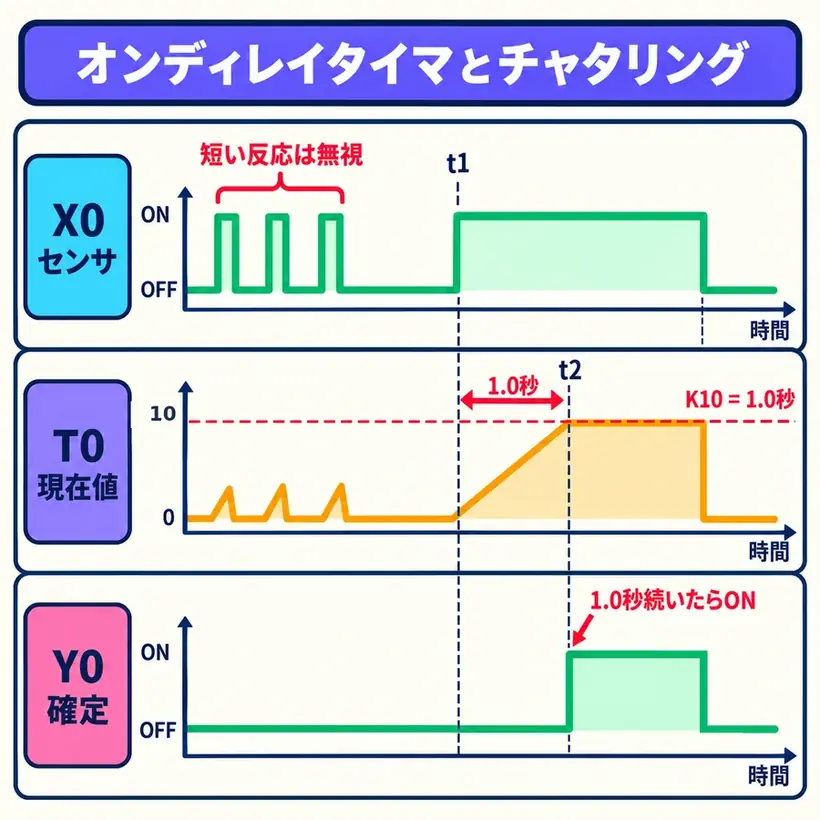 オンディレイタイマとチャタリング
短い反応は無視
t1
X0
センサ
ON
OFF
時間
t2
1.0秒
K10 = 1.0秒
T0
現在値
10
0
時間
1.0秒続いたらON
Y0
確定
ON
OFF
時間